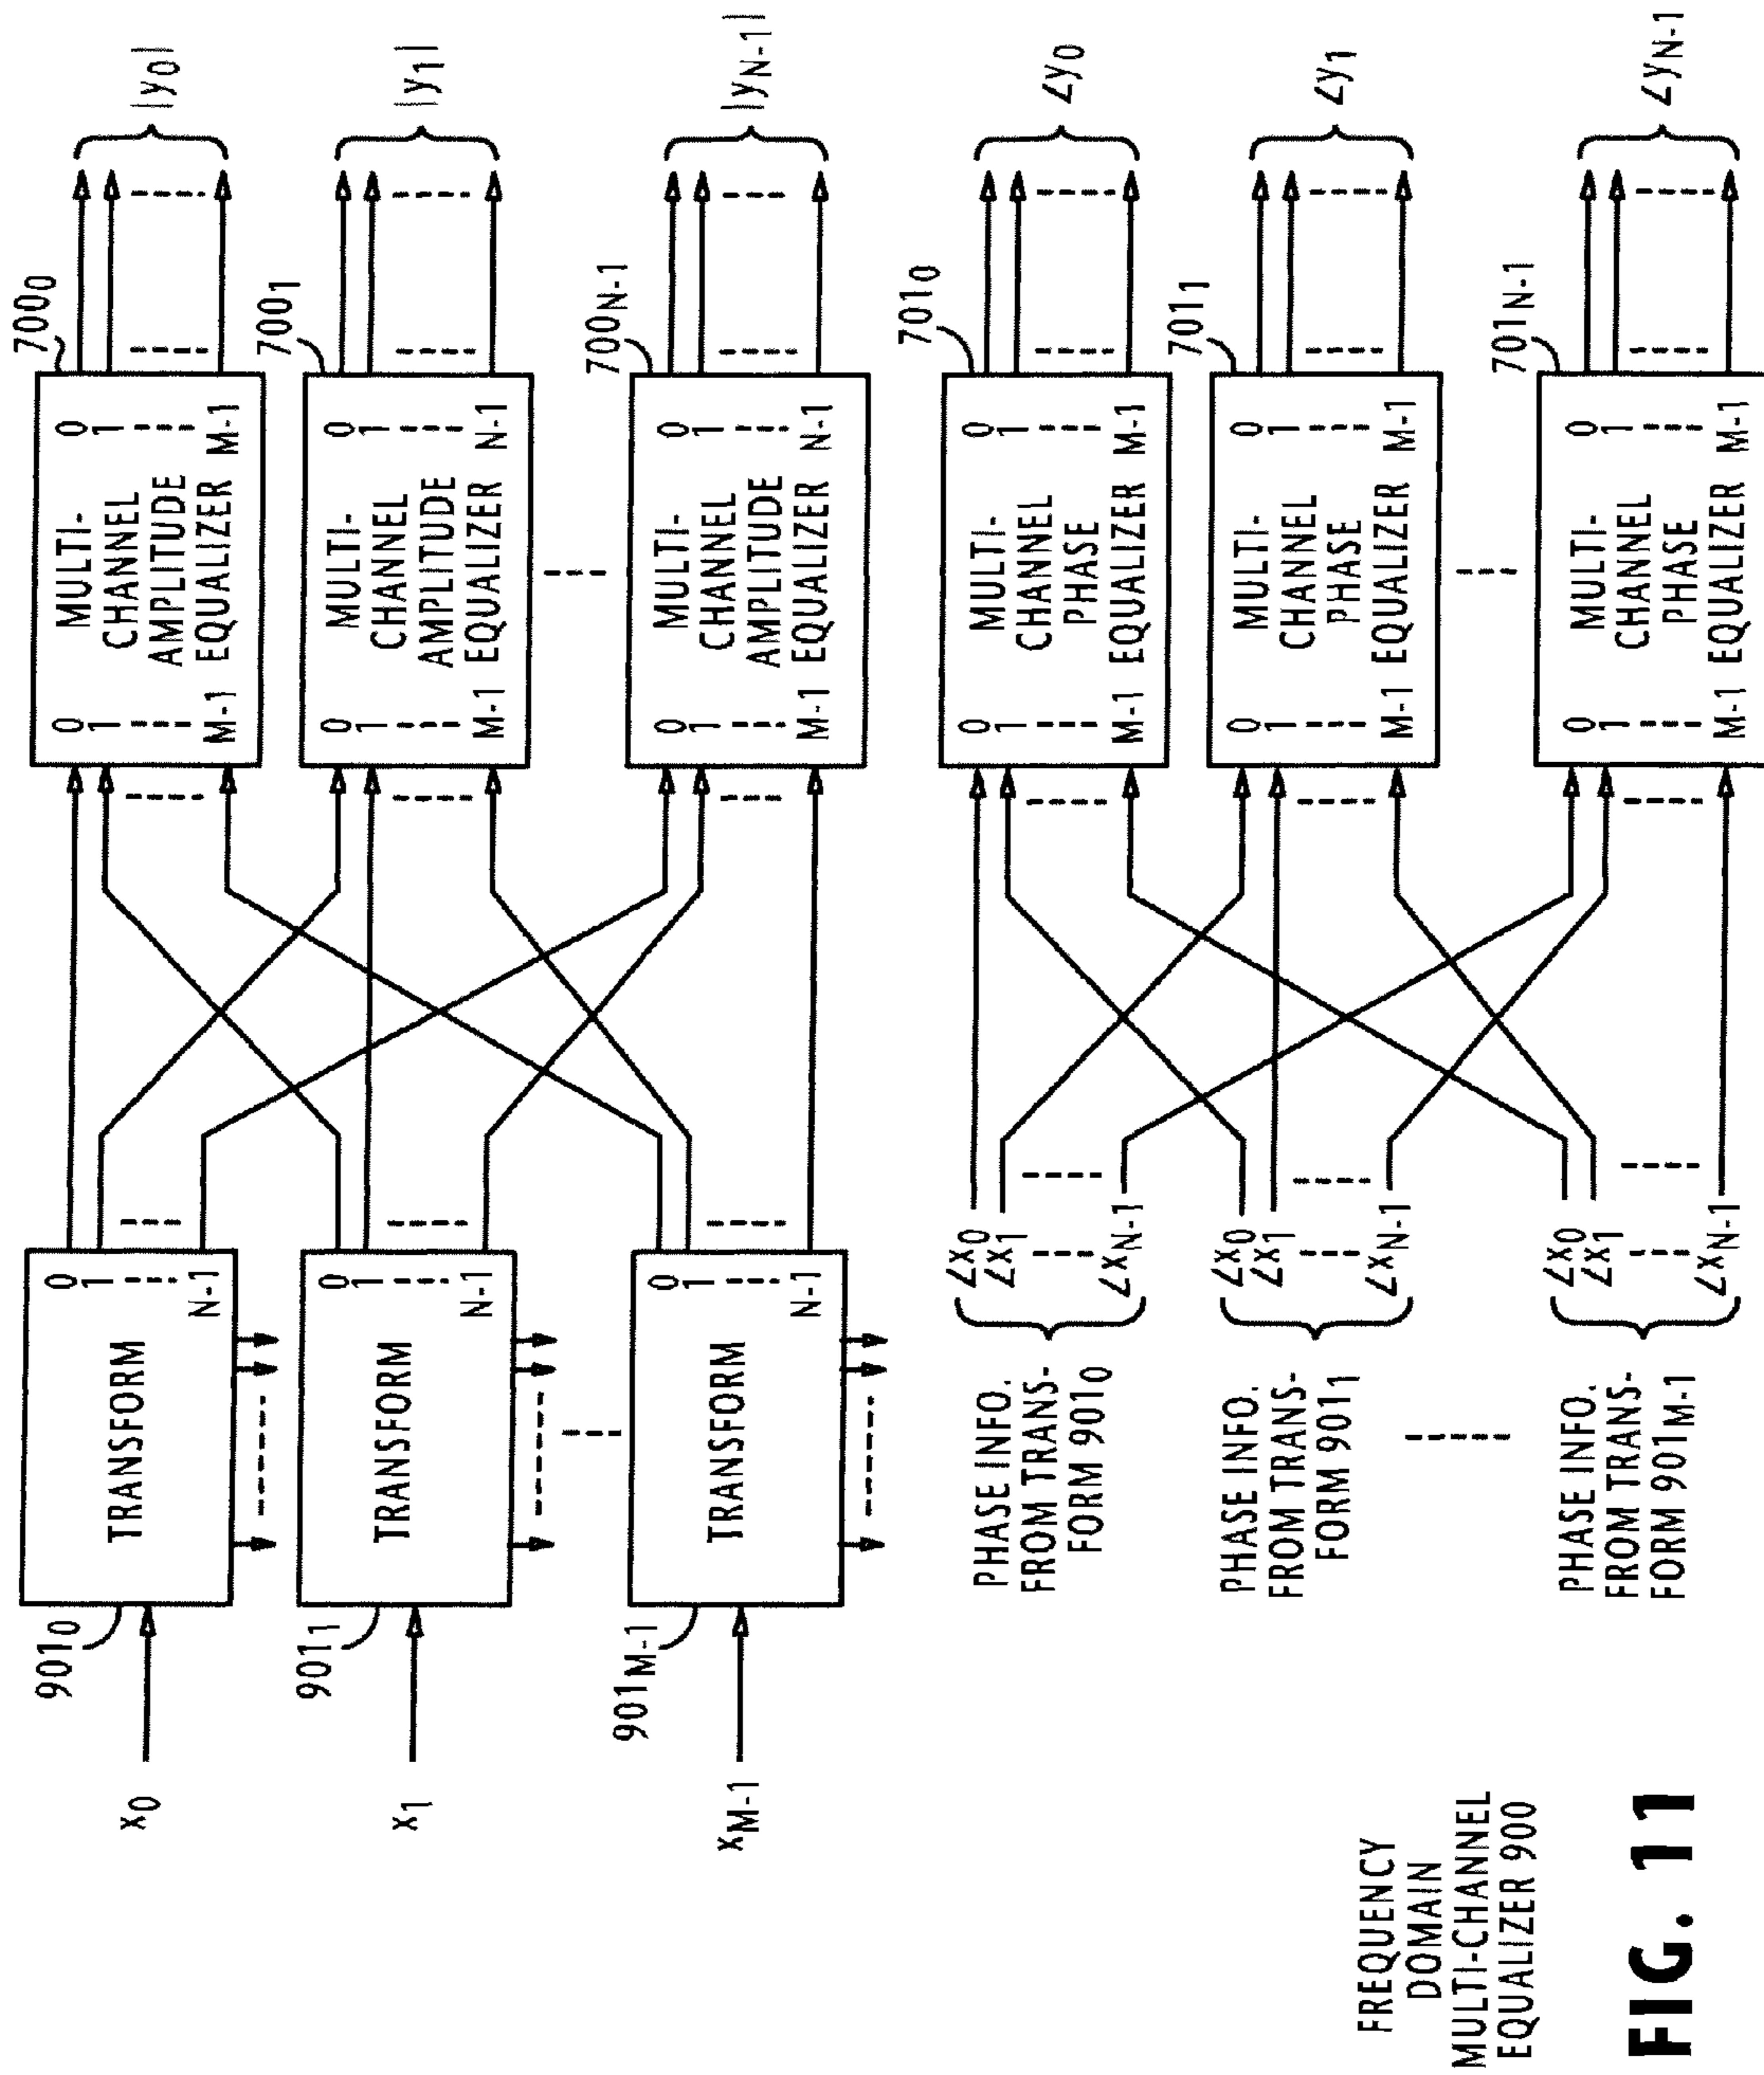 x0
9010
TRANSFORM
0
1
N-1
0
1
M-1
MULTI-
CHANNEL
AMPLITUDE
EQUALIZER
0
1
M-1
7000
|y0|
x1
9011
TRANSFORM
0
1
N-1
0
1
M-1
MULTI-
CHANNEL
AMPLITUDE
EQUALIZER
0
1
N-1
7001
|y1|
xM-1
901M-1
TRANSFORM
0
1
N-1
0
1
M-1
MULTI-
CHANNEL
AMPLITUDE
EQUALIZER
0
1
N-1
700N-1
|yN-1|
PHASE INFO.
FROM TRANS-
FORM 9010
∠x0
∠x1
∠xN-1
0
1
M-1
MULTI-
CHANNEL
PHASE
EQUALIZER
0
1
M-1
7010
∠y0
PHASE INFO.
FROM TRANS-
FORM 9011
∠x0
∠x1
∠xN-1
0
1
M-1
MULTI-
CHANNEL
PHASE
EQUALIZER
0
1
M-1
7011
∠y1
PHASE INFO.
FROM TRANS-
FORM 901M-1
∠x0
∠x1
∠xN-1
0
1
M-1
MULTI-
CHANNEL
PHASE
EQUALIZER
0
1
M-1
701N-1
∠yN-1
FREQUENCY
DOMAIN
MULTI-CHANNEL
EQUALIZER 900
FIG. 11